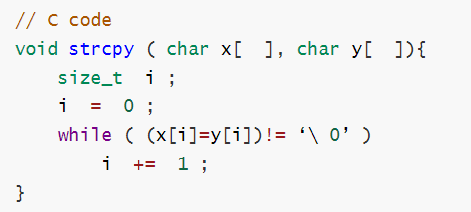 // C code
void strcpy ( char x[  ], char y[  ]){
    size_t  i ;
    i  =  0 ;
    while ( (x[i]=y[i])!= ‘\ 0’ )
        i  +=  1 ;
}